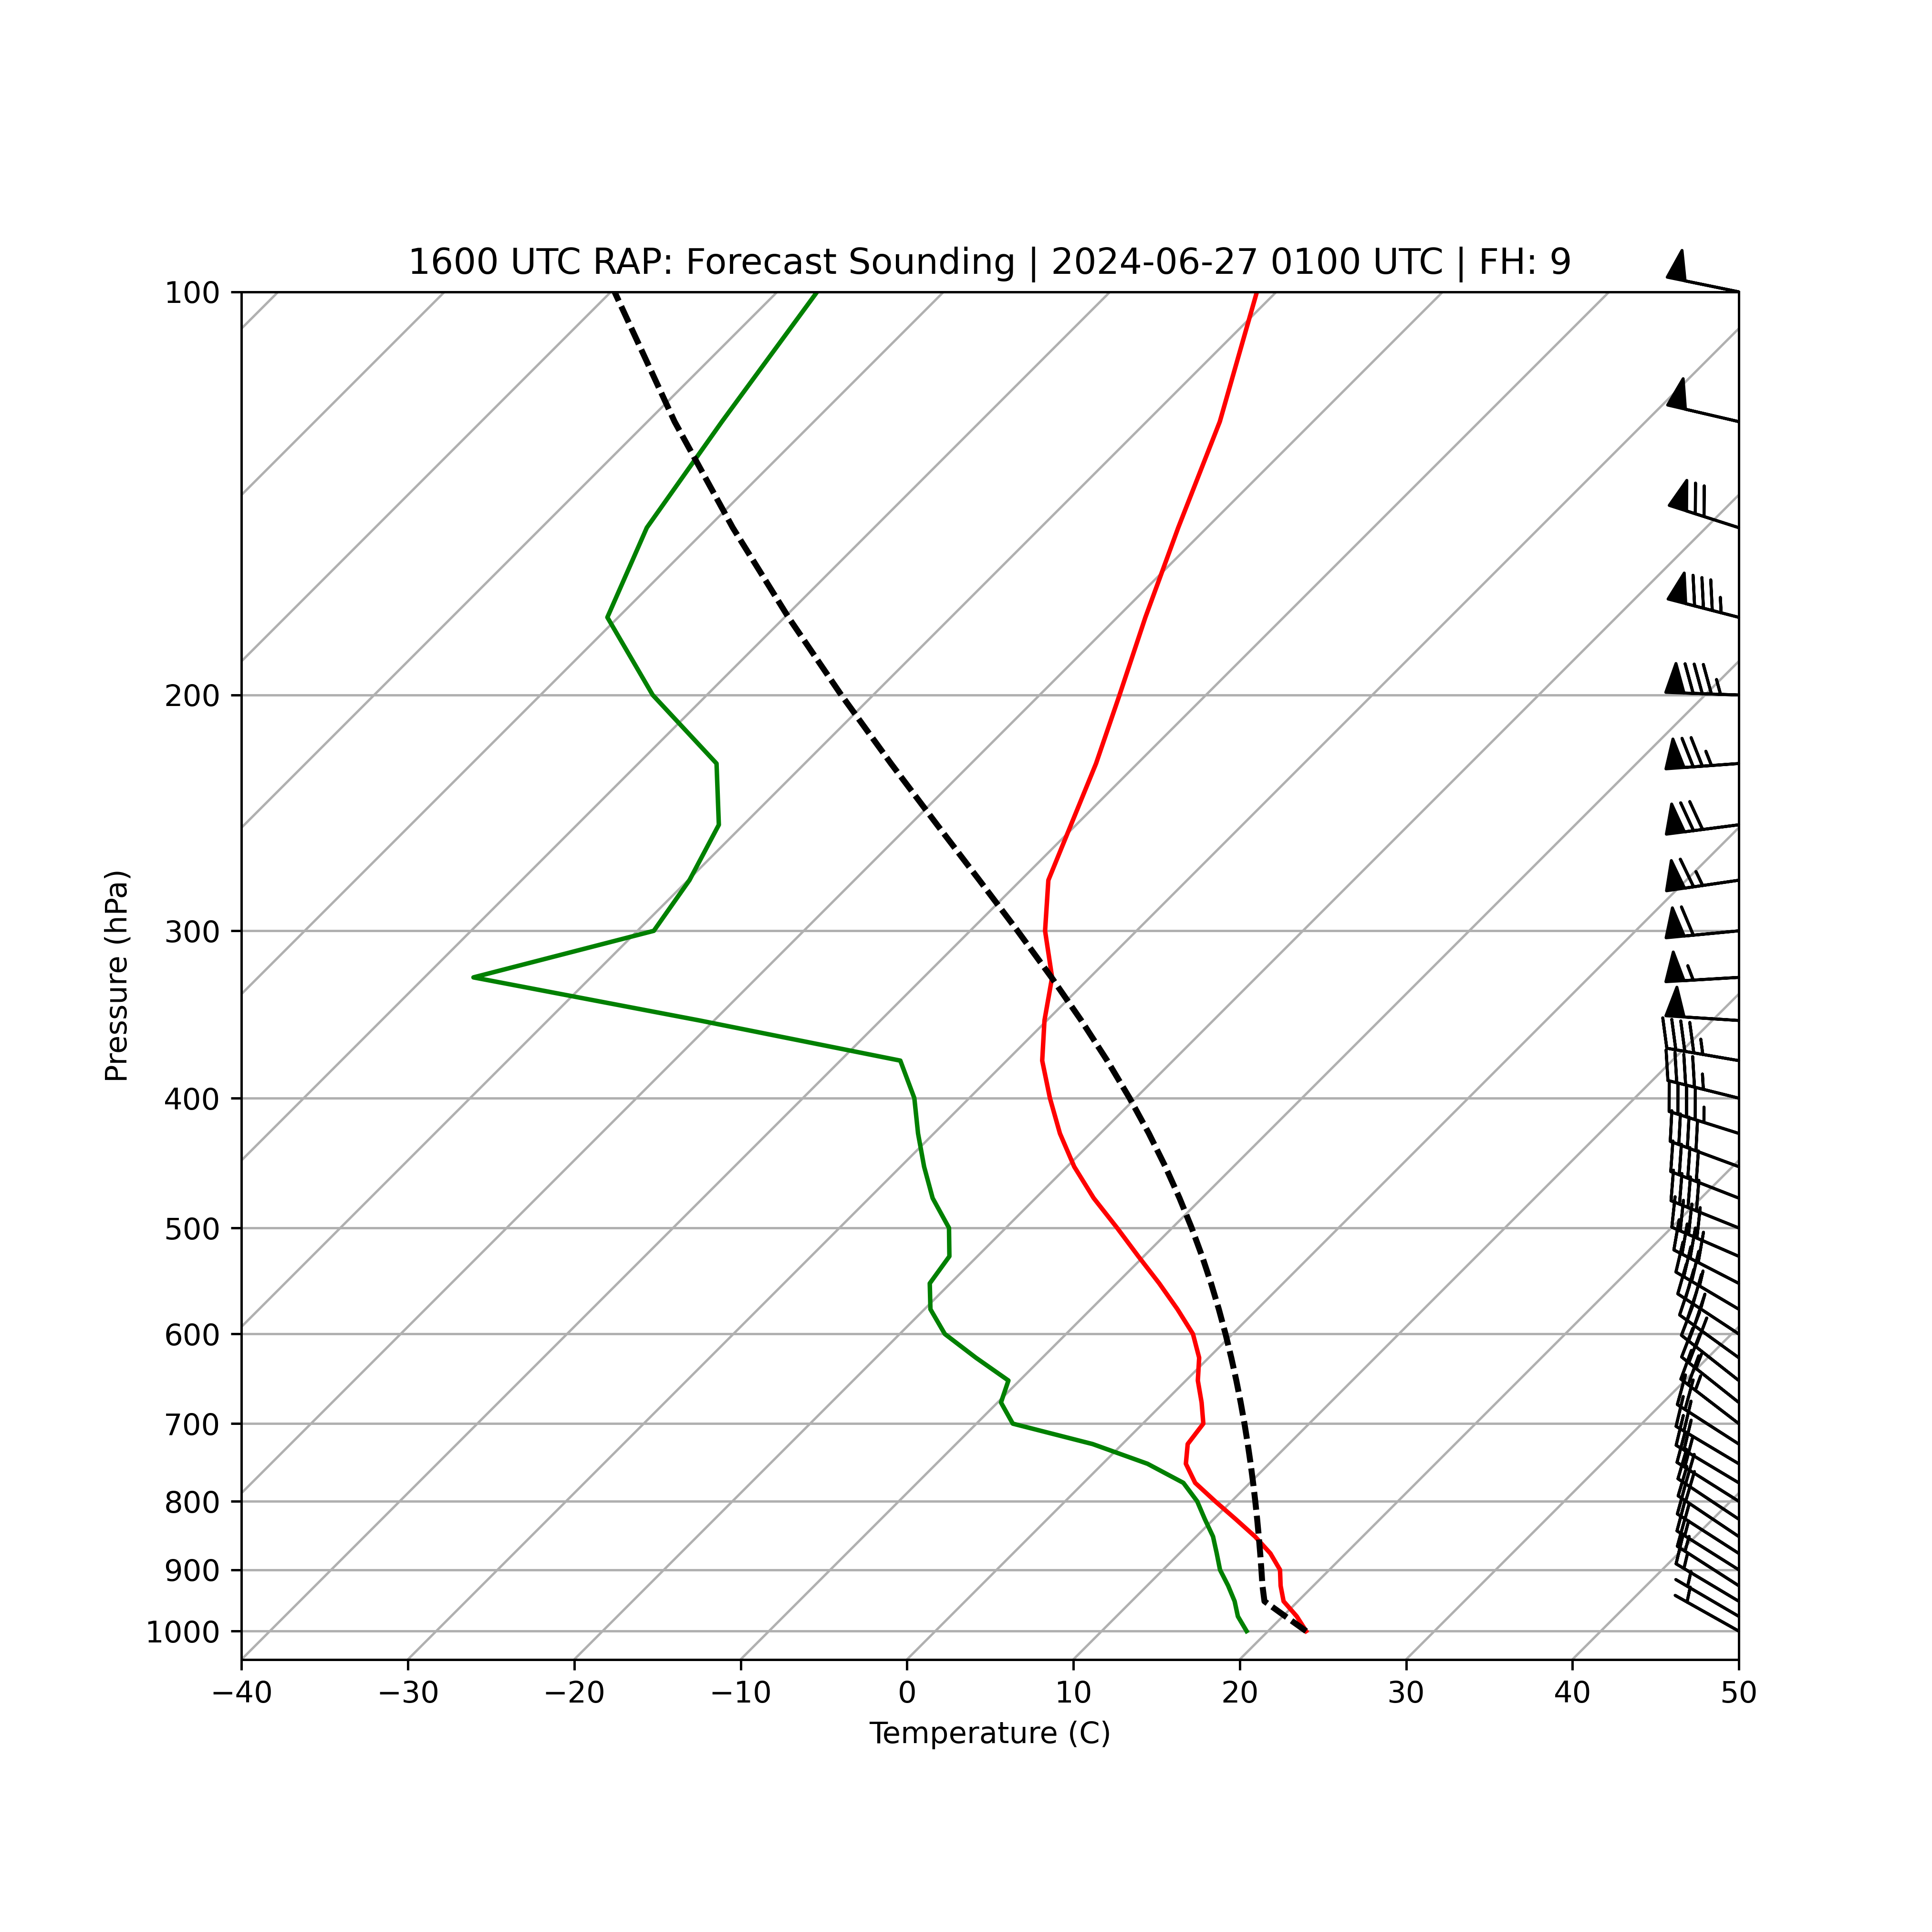 1600 UTC RAP: Forecast Sounding | 2024-06-27 0100 UTC | FH: 9
100
200
300
400
500
600
700
800
900
1000
Pressure (hPa)
−40 −30 −20 −10 0 10 20 30 40 50
Temperature (C)